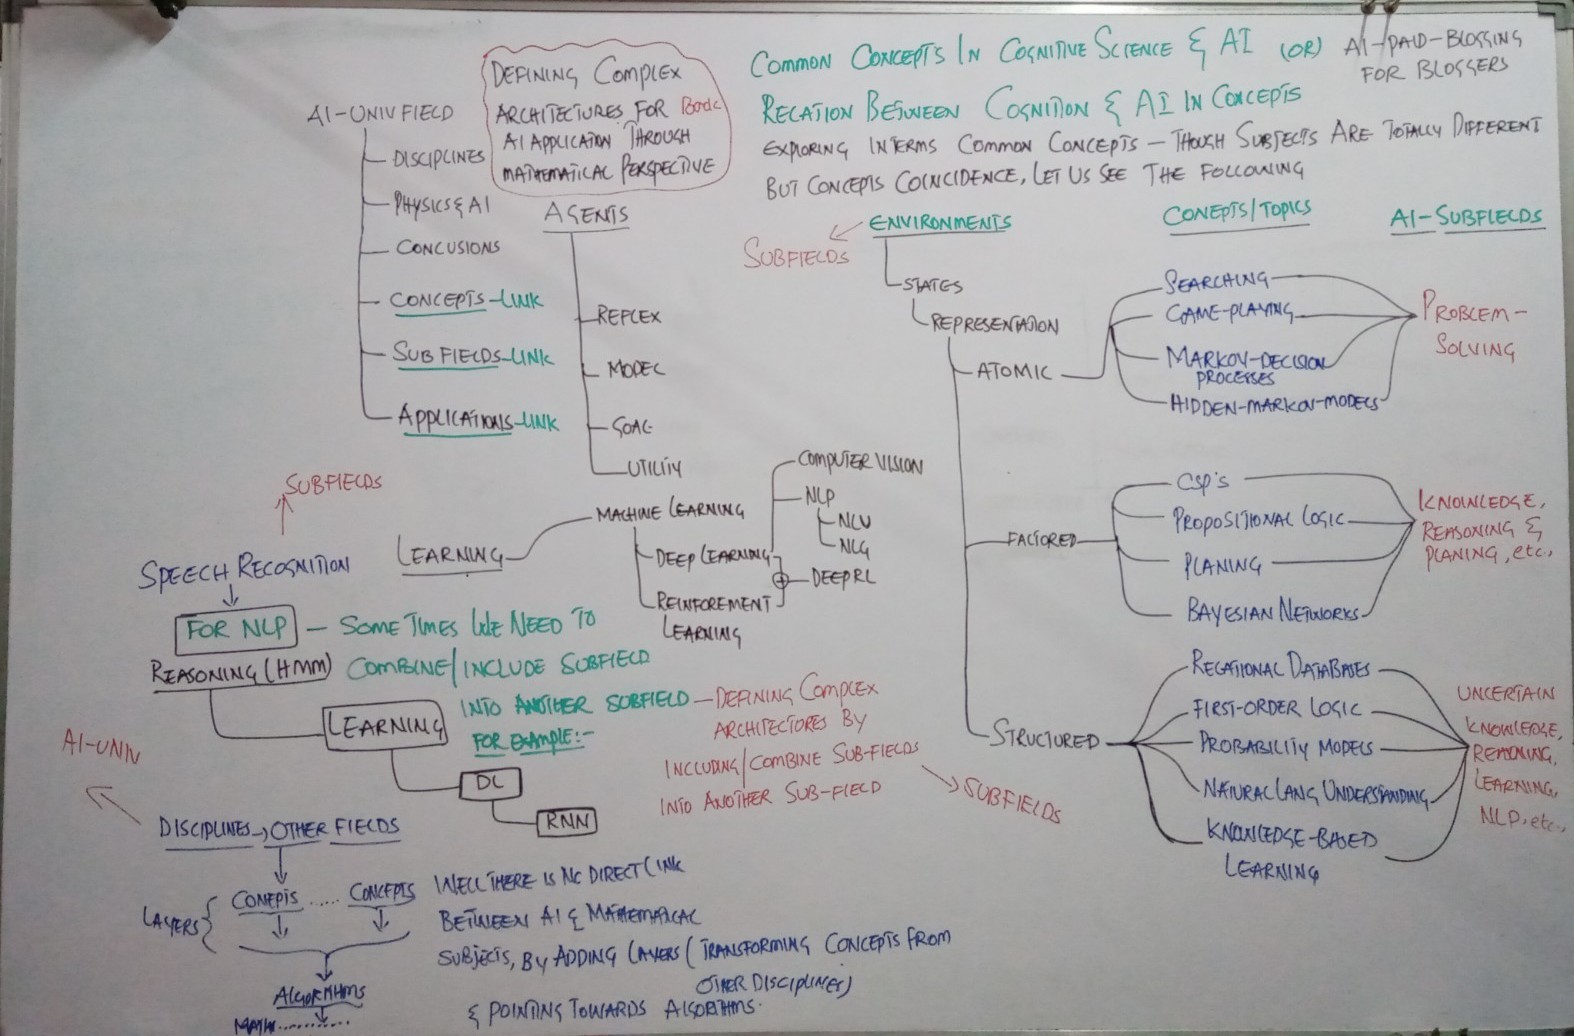 DEFINING COMPLEX
ARCHITECTURES FOR
AI APPLICATION THROUGH
MATHEMATICAL PERSPECTIVE
COMMON CONCEPTS IN COGNITIVE SCIENCE & AI (OR) AI-PAID-BLOGGING
FOR BLOGGERS
RELATION BETWEEN COGNITION & AI IN CONCEPTS
EXPLORING INTERMS COMMON CONCEPTS - THOUGH SUBJECTS ARE TOTALLY DIFFERENT
BUT CONCEPTS COINCIDENCE, LET US SEE THE FOLLOWING
AI-UNIV FIELD
DISCIPLINES
PHYSICS & AI
CONCUSIONS
CONCEPTS-LINK
SUB FIELDS-LINK
APPLICATIONS-LINK
AGENTS
REFLEX
MODEL
GOAL
UTILITY
SUBFIELDS
ENVIRONMENTS
STATES
REPRESENTATION
ATOMIC
FACTORED
STRUCTURED
CONEPTS/TOPICS
SEARCHING
GAME-PLAYING
MARKOV-DECISION
PROCESSES
HIDDEN-MARKOV-MODELS
CSP'S
PROPOSITIONAL LOGIC
PLANING
BAYESIAN NETWORKS
RELATIONAL DATABASES
FIRST-ORDER LOGIC
PROBABILITY MODELS
NATURAL LANG UNDERSTANDING
KNOWLEDGE-BASED
LEARNING
AI-SUBFIELDS
PROBLEM-
SOLVING
KNOWLEDGE,
REASONING &
PLANING, etc.,
UNCERTAIN
KNOWLEDGE,
REASONING,
LEARNING,
NLP, etc.,
SUBFIELDS
SPEECH RECOGNITION
LEARNING
MACHINE LEARNING
DEEP LEARNING
REINFOREMENT
LEARNING
COMPUTER VISION
NLP
NLU
NLG
DEEP RL
FOR NLP - SOME TIMES WE NEED TO
REASONING (HMM) COMBINE/INCLUDE SUBFIELD
LEARNING INTO ANOTHER SUBFIELD - DEFINING COMPLEX
ARCHITECTORES BY
FOR EXAMPLE:-
INCLUDING/COMBINE SUB-FIELDS
INTO ANOTHER SUB-FIELD
SUBFIELDS
DL
RNN
AI-UNIV
DISCIPLINES→OTHER FIELDS
LAYERS { CONEPTS ..... CONCEPTS
ALGORITHMS
MATH............
WELL THERE IS NO DIRECT LINK
BETWEEN AI & MATHEMATICAL
SUBJECTS, BY ADDING LAYERS (TRANSFORMING CONCEPTS FROM
OTHER DISCIPLINES)
& POINTING TOWARDS ALGORITHMS.